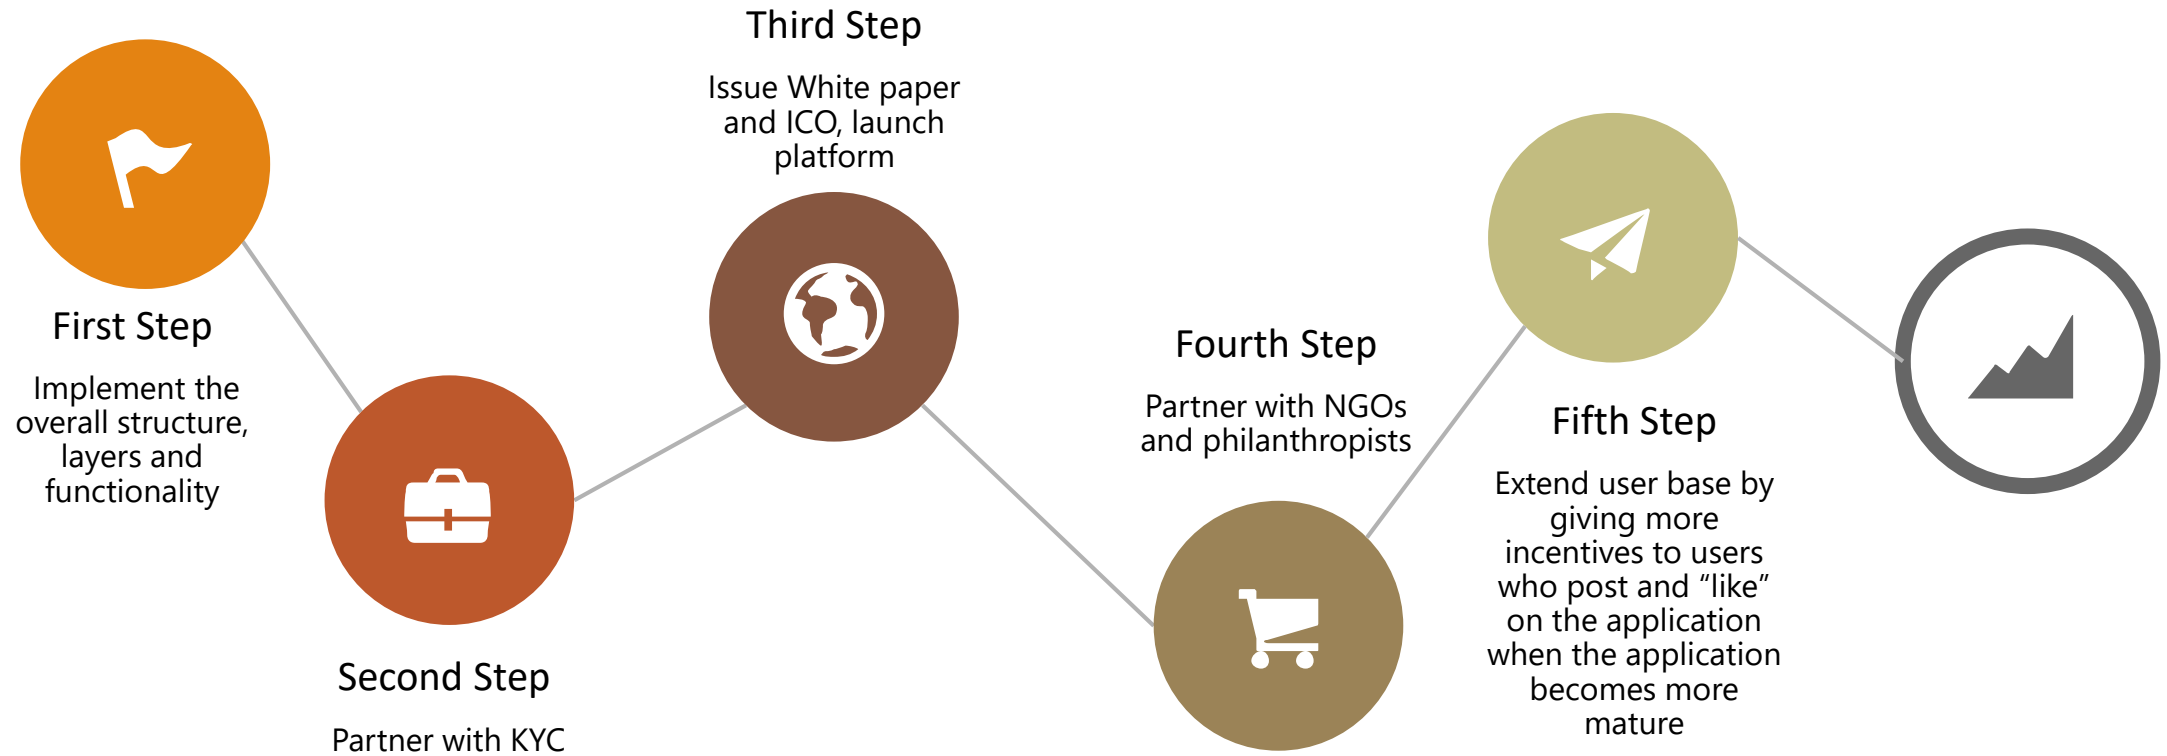 First Step
Implement the
overall structure,
layers and
functionality
Second Step
Partner with KYC
Third Step
Issue White paper
and ICO, launch
platform
Fourth Step
Partner with NGOs
and philanthropists
Fifth Step
Extend user base by
giving more
incentives to users
who post and “like”
on the application
when the application
becomes more
mature